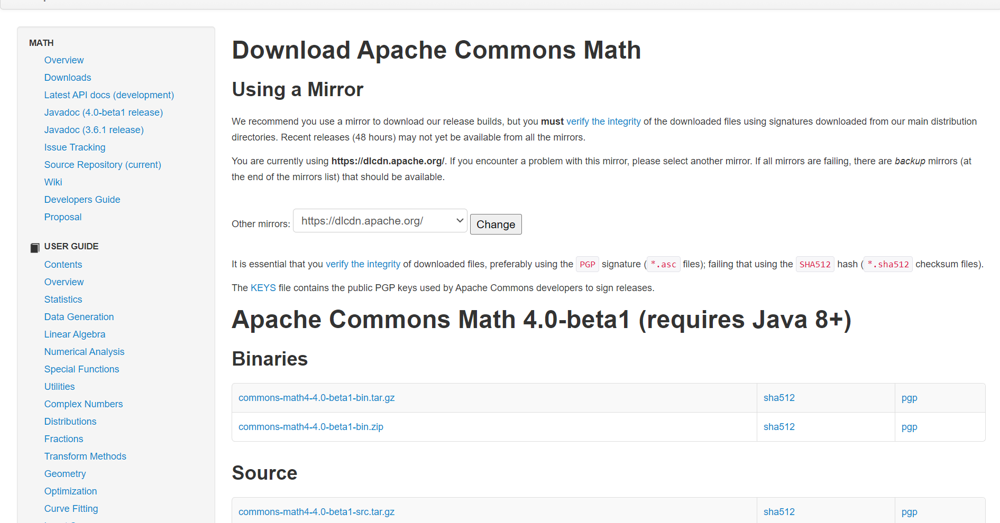 MATH
Overview
Downloads
Latest API docs (development)
Javadoc (4.0-beta1 release)
Javadoc (3.6.1 release)
Issue Tracking
Source Repository (current)
Wiki
Developers Guide
Proposal
USER GUIDE
Contents
Overview
Statistics
Data Generation
Linear Algebra
Numerical Analysis
Special Functions
Utilities
Complex Numbers
Distributions
Fractions
Transform Methods
Geometry
Optimization
Curve Fitting
Download Apache Commons Math
Using a Mirror
We recommend you use a mirror to download our release builds, but you must verify the integrity of the downloaded files using signatures downloaded from our main distribution
directories. Recent releases (48 hours) may not yet be available from all the mirrors.
You are currently using https://dlcdn.apache.org/. If you encounter a problem with this mirror, please select another mirror. If all mirrors are failing, there are backup mirrors (at
the end of the mirrors list) that should be available.
Other mirrors: https://dlcdn.apache.org/ Change
It is essential that you verify the integrity of downloaded files, preferably using the PGP signature (*.asc files); failing that using the SHA512 hash (*.sha512 checksum files).
The KEYS file contains the public PGP keys used by Apache Commons developers to sign releases.
Apache Commons Math 4.0-beta1 (requires Java 8+)
Binaries
commons-math4-4.0-beta1-bin.tar.gz sha512 pgp
commons-math4-4.0-beta1-bin.zip sha512 pgp
Source
commons-math4-4.0-beta1-src.tar.gz sha512 pgp